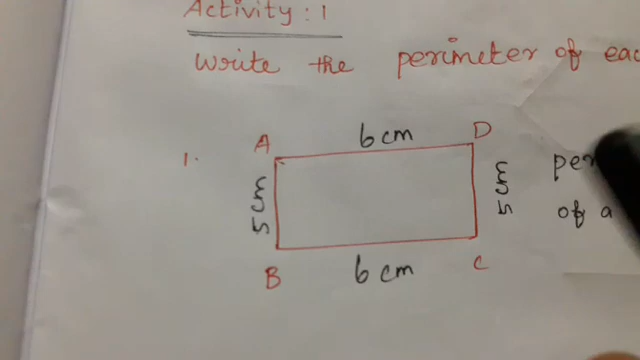 Activity : 1
Write the perimeter of
1.
A 6 cm D
5 cm 5 cm
B 6 cm C
of a